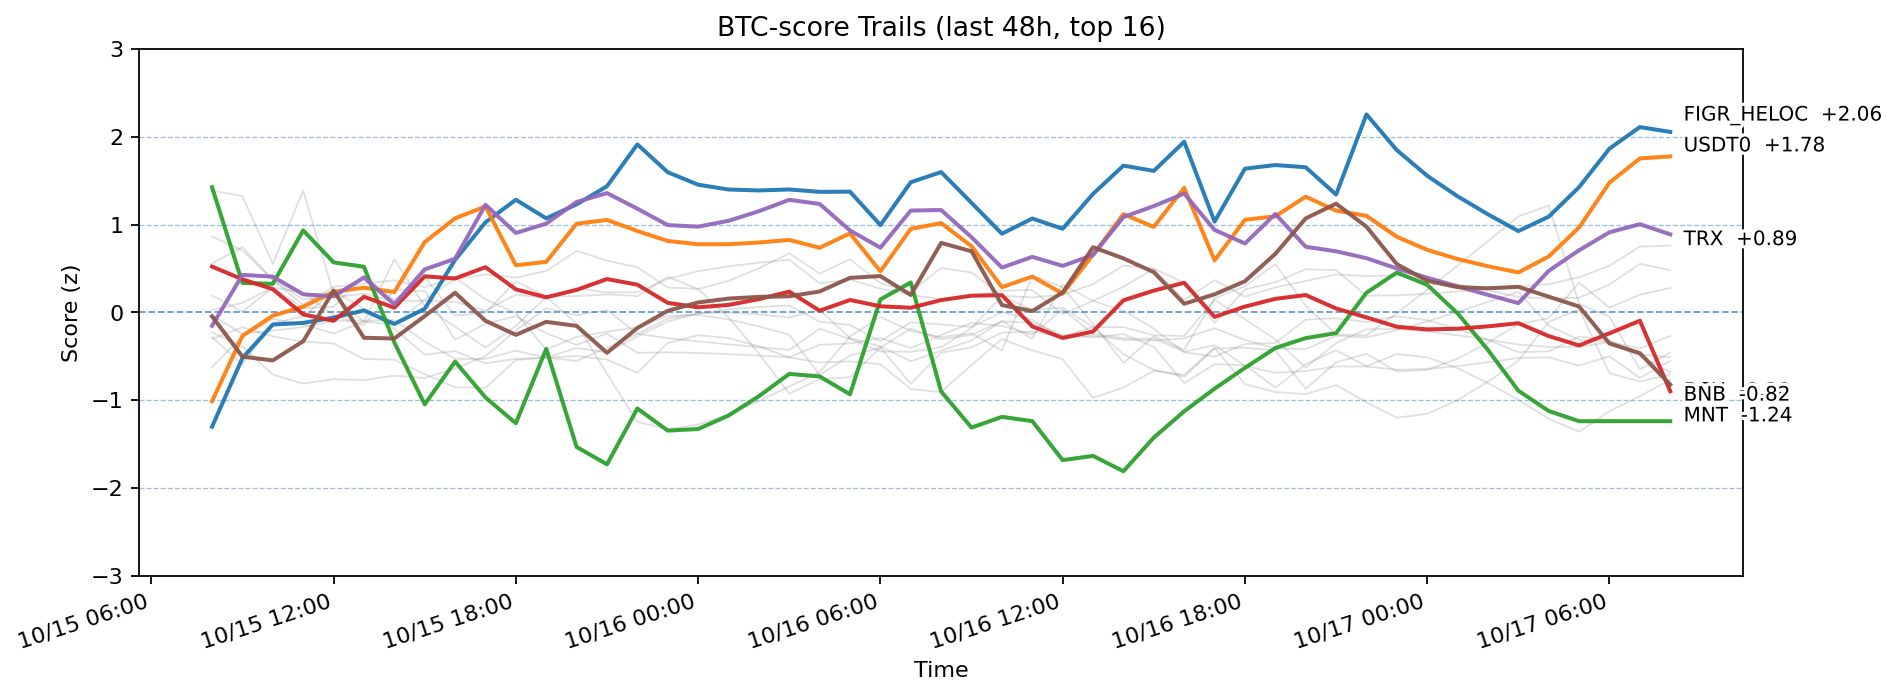 BTC-score Trails (last 48h, top 16)
Score (z)
3
2
1
0
−1
−2
−3
FIGR_HELOC +2.06
USDT0 +1.78
TRX +0.89
BNB -0.82
MNT -1.24
10/15 06:00
10/15 12:00
10/15 18:00
10/16 00:00
10/16 06:00
10/16 12:00
10/16 18:00
10/17 00:00
10/17 06:00
Time